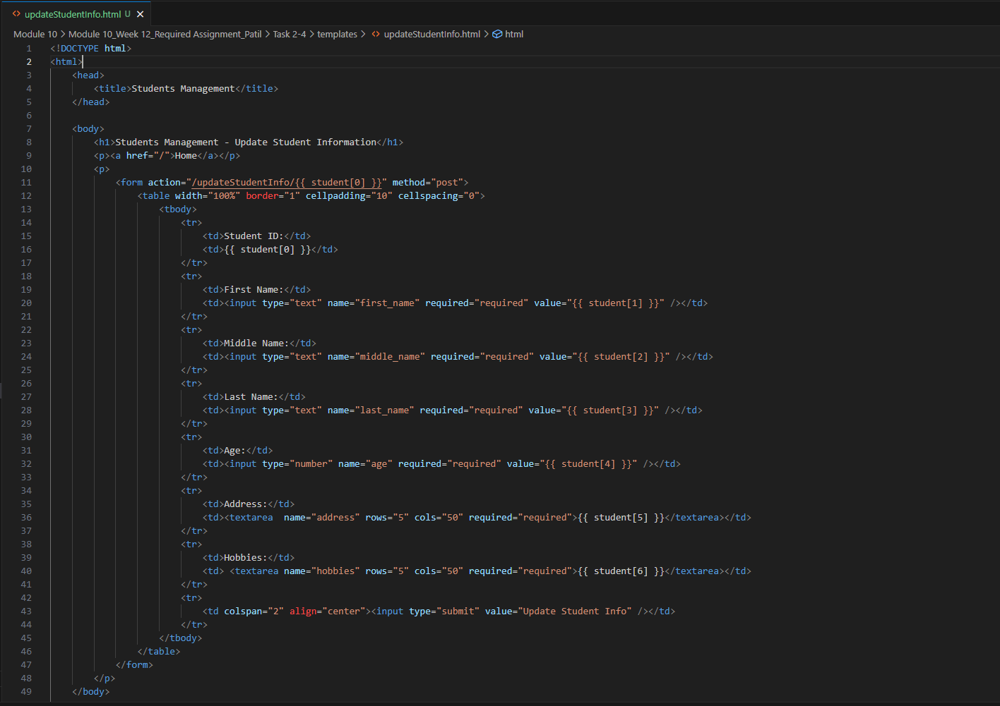 updateStudentInfo.html U ×
Module 10 > Module 10_Week 12_Required Assignment_Patil > Task 2-4 > templates > <> updateStudentInfo.html > html
1 <!DOCTYPE html>
2 <html>
3 <head>
4 <title>Students Management</title>
5 </head>
6
7 <body>
8 <h1>Students Management - Update Student Information</h1>
9 <p><a href="/">Home</a></p>
10 <p>
11 <form action="/updateStudentInfo/{{ student[0] }}" method="post">
12 <table width="100%" border="1" cellpadding="10" cellspacing="0">
13 <tbody>
14 <tr>
15 <td>Student ID:</td>
16 <td>{{ student[0] }}</td>
17 </tr>
18 <tr>
19 <td>First Name:</td>
20 <td><input type="text" name="first_name" required="required" value="{{ student[1] }}" /></td>
21 </tr>
22 <tr>
23 <td>Middle Name:</td>
24 <td><input type="text" name="middle_name" required="required" value="{{ student[2] }}" /></td>
25 </tr>
26 <tr>
27 <td>Last Name:</td>
28 <td><input type="text" name="last_name" required="required" value="{{ student[3] }}" /></td>
29 </tr>
30 <tr>
31 <td>Age:</td>
32 <td><input type="number" name="age" required="required" value="{{ student[4] }}" /></td>
33 </tr>
34 <tr>
35 <td>Address:</td>
36 <td><textarea  name="address" rows="5" cols="50" required="required">{{ student[5] }}</textarea></td>
37 </tr>
38 <tr>
39 <td>Hobbies:</td>
40 <td> <textarea name="hobbies" rows="5" cols="50" required="required">{{ student[6] }}</textarea></td>
41 </tr>
42 <tr>
43 <td colspan="2" align="center"><input type="submit" value="Update Student Info" /></td>
44 </tr>
45 </tbody>
46 </table>
47 </form>
48 </p>
49 </body>